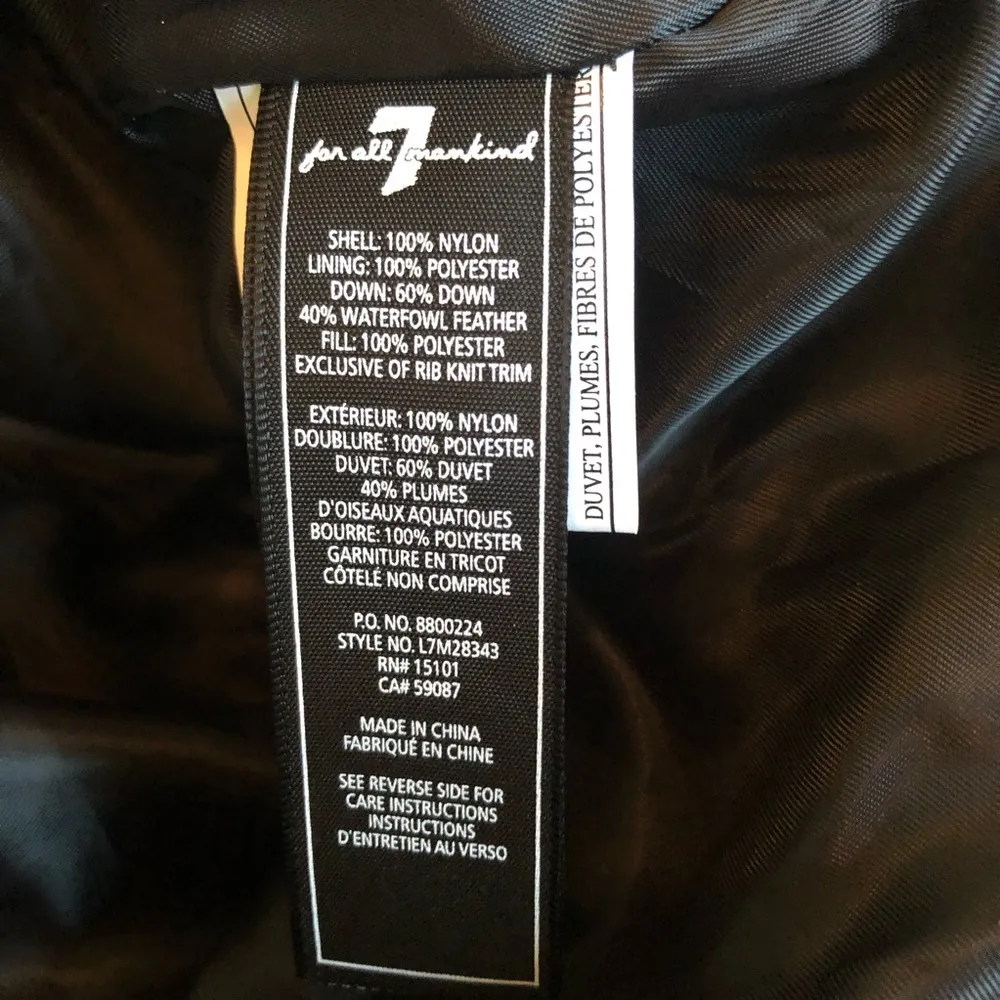 7
for all mankind
SHELL: 100% NYLON
LINING: 100% POLYESTER
DOWN: 60% DOWN
40% WATERFOWL FEATHER
FILL: 100% POLYESTER
EXCLUSIVE OF RIB KNIT TRIM
EXTÉRIEUR: 100% NYLON
DOUBLURE: 100% POLYESTER
DUVET: 60% DUVET
40% PLUMES
D'OISEAUX AQUATIQUES
BOURRE: 100% POLYESTER
GARNITURE EN TRICOT
CÔTELÉ NON COMPRISE
P.O. NO. 8800224
STYLE NO. L7M28343
RN# 15101
CA# 59087
MADE IN CHINA
FABRIQUÉ EN CHINE
SEE REVERSE SIDE FOR
CARE INSTRUCTIONS
INSTRUCTIONS
D'ENTRETIEN AU VERSO
DUVET, PLUMES, FIBRES DE POLYESTER